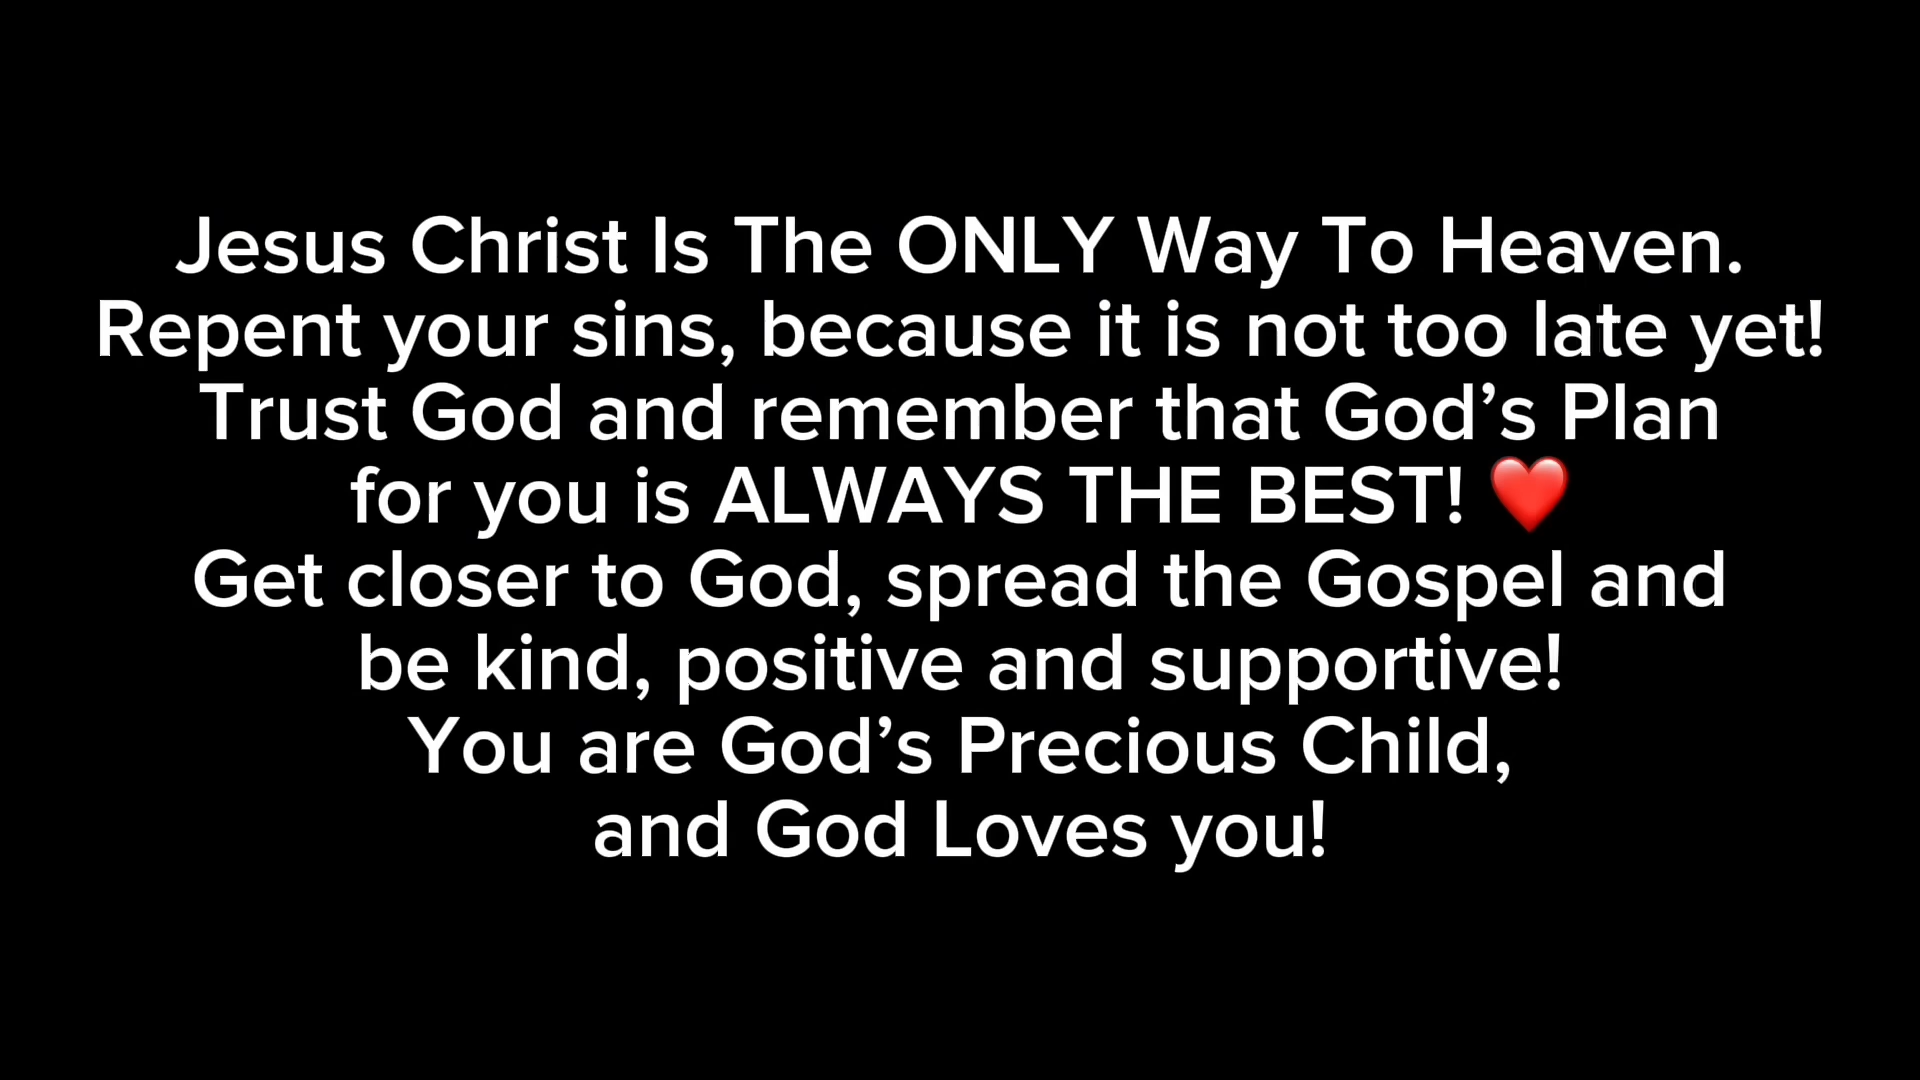 Jesus Christ Is The ONLY Way To Heaven.
Repent your sins, because it is not too late yet!
Trust God and remember that God’s Plan
for you is ALWAYS THE BEST! ❤️
Get closer to God, spread the Gospel and
be kind, positive and supportive!
You are God’s Precious Child,
and God Loves you!